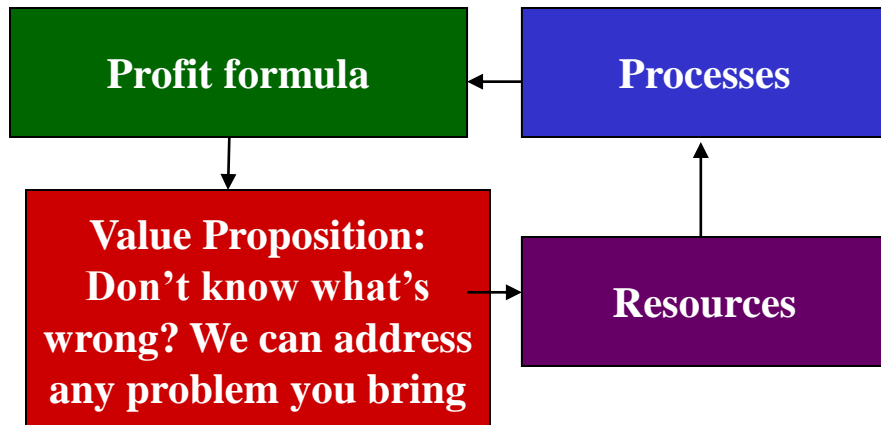 Profit formula
Processes
Value Proposition:
Don’t know what’s
wrong? We can address
any problem you bring
Resources